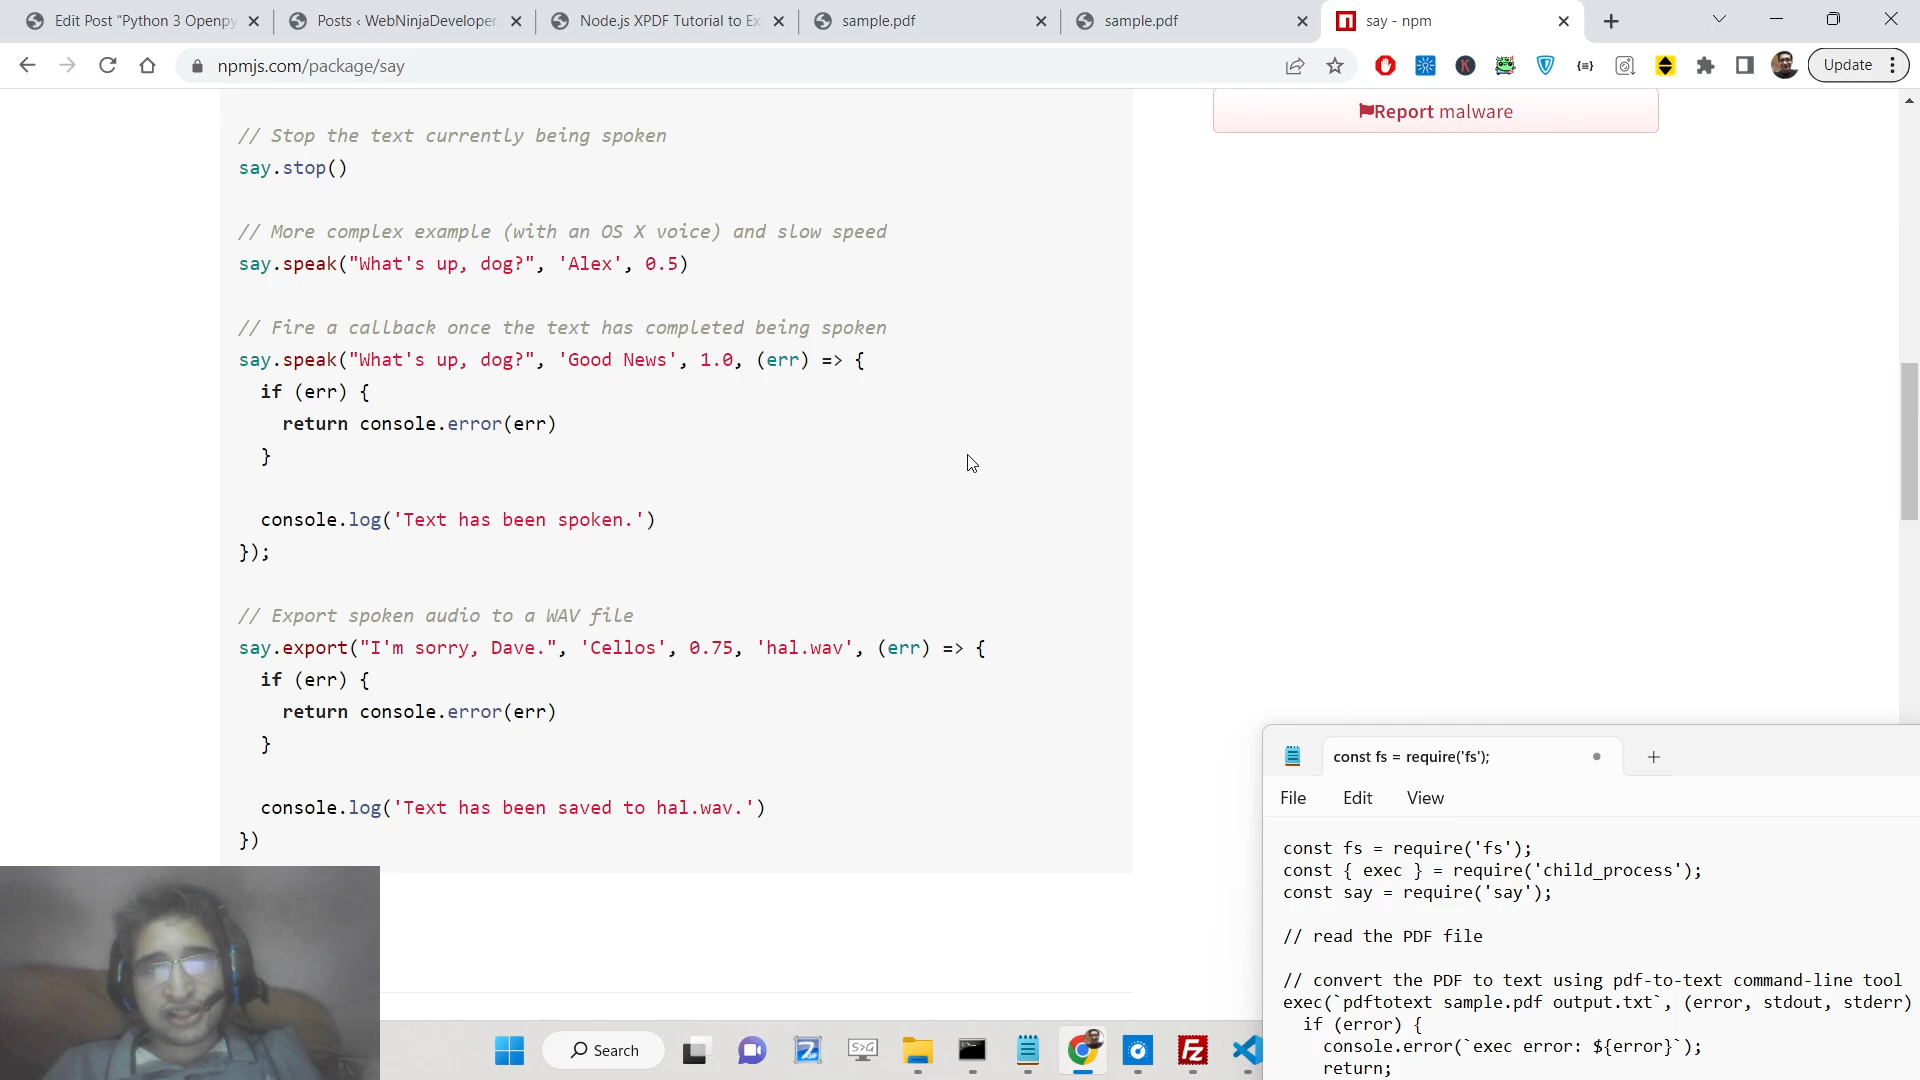 Edit Post “Python 3 Openpy
Posts ‹ WebNinjaDeveloper
Node.js XPDF Tutorial to Ex
sample.pdf
sample.pdf
say - npm
npmjs.com/package/say
Update
Report malware
// Stop the text currently being spoken
say.stop()
// More complex example (with an OS X voice) and slow speed
say.speak("What's up, dog?", 'Alex', 0.5)
// Fire a callback once the text has completed being spoken
say.speak("What's up, dog?", 'Good News', 1.0, (err) => {
if (err) {
return console.error(err)
}
console.log('Text has been spoken.')
});
// Export spoken audio to a WAV file
say.export("I'm sorry, Dave.", 'Cellos', 0.75, 'hal.wav', (err) => {
if (err) {
return console.error(err)
}
console.log('Text has been saved to hal.wav.')
})
const fs = require('fs');
File Edit View
const fs = require('fs');
const { exec } = require('child_process');
const say = require('say');
// read the PDF file
// convert the PDF to text using pdf-to-text command-line tool
exec(`pdftotext sample.pdf output.txt`, (error, stdout, stderr)
if (error) {
console.error(`exec error: ${error}`);
return;
Search